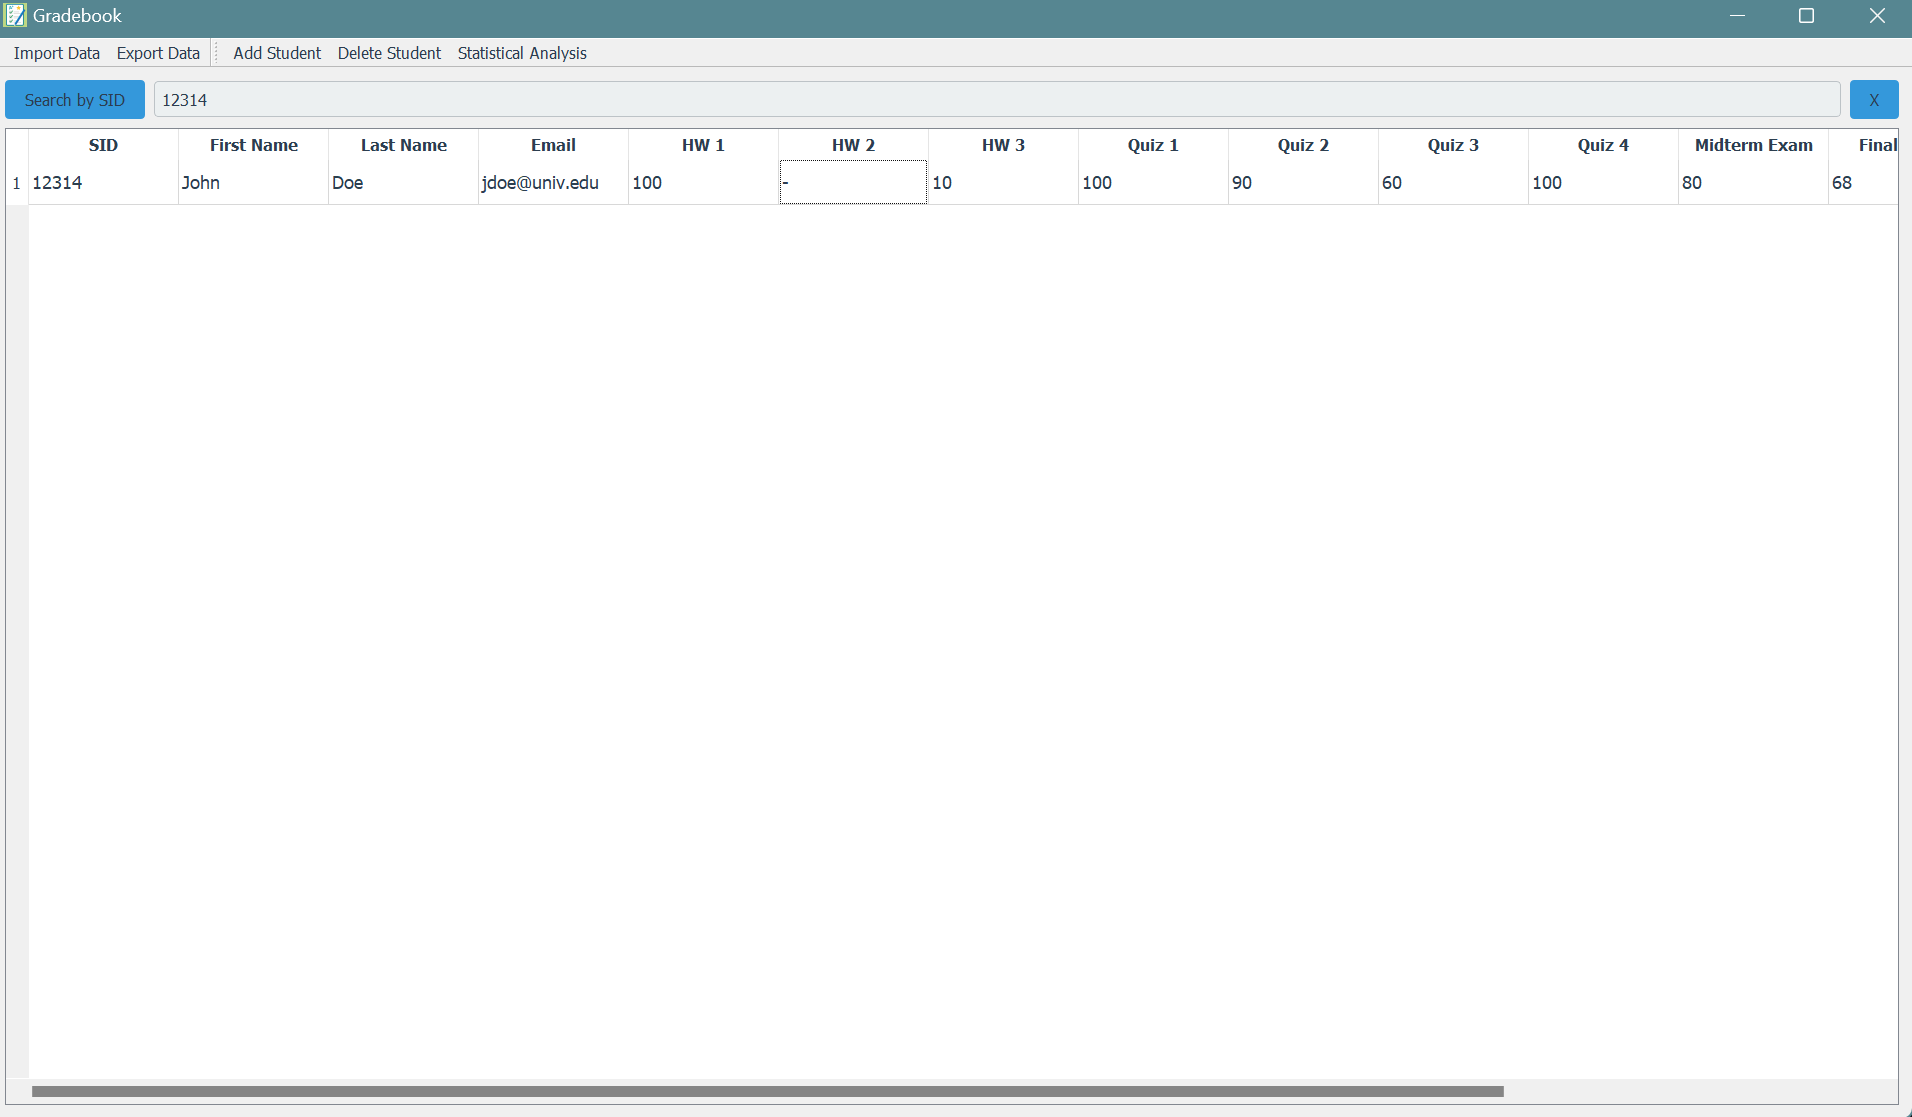 Gradebook
Import Data Export Data Add Student Delete Student Statistical Analysis
Search by SID 12314 X
SID First Name Last Name Email HW 1 HW 2 HW 3 Quiz 1 Quiz 2 Quiz 3 Quiz 4 Midterm Exam Final
1 12314 John Doe jdoe@univ.edu 100 - 10 100 90 60 100 80 68